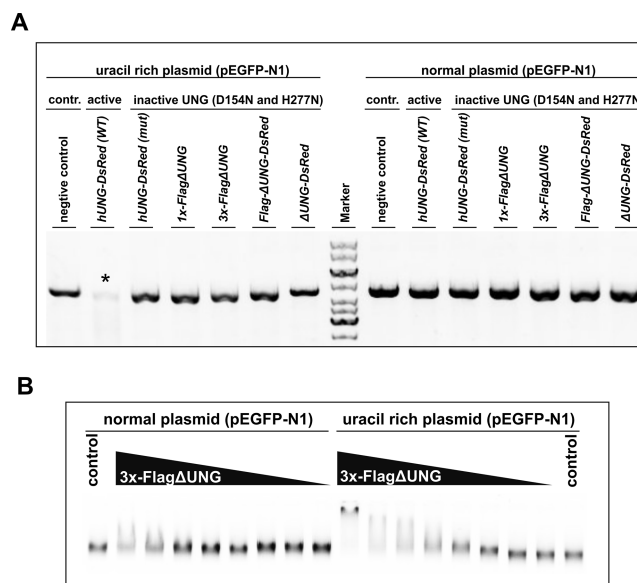 A
uracil rich plasmid (pEGFP-N1)
normal plasmid (pEGFP-N1)
contr.
active
inactive UNG (D154N and H277N)
contr.
active
inactive UNG (D154N and H277N)
negtive control
hUNG-DsRed (WT)
hUNG-DsRed (mut)
1x-FlagΔUNG
3x-FlagΔUNG
Flag-ΔUNG-DsRed
ΔUNG-DsRed
Marker
negtive control
hUNG-DsRed (WT)
hUNG-DsRed (mut)
1x-FlagΔUNG
3x-FlagΔUNG
Flag-ΔUNG-DsRed
ΔUNG-DsRed
*
B
normal plasmid (pEGFP-N1)
uracil rich plasmid (pEGFP-N1)
control
3x-FlagΔUNG
3x-FlagΔUNG
control